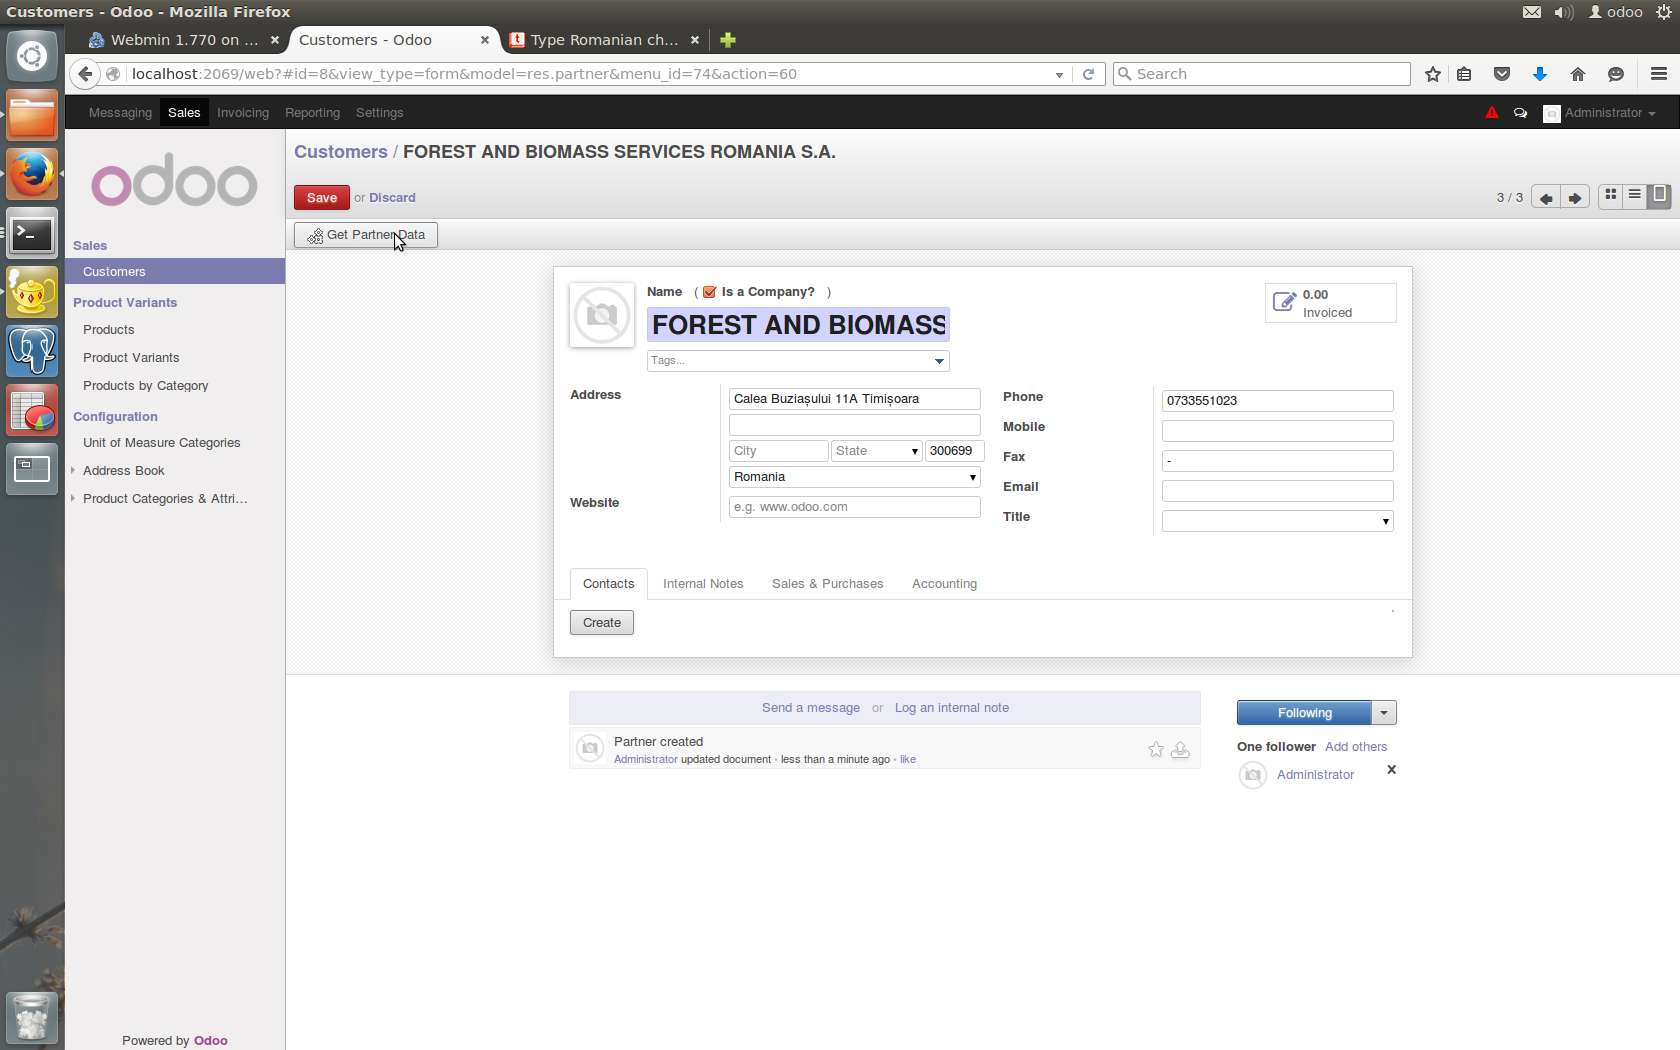 Customers - Odoo - Mozilla Firefox
odoo
Webmin 1.770 on ...
Customers - Odoo
Type Romanian ch...
localhost:2069/web?#id=8&view_type=form&model=res.partner&menu_id=74&action=60
Search
Messaging Sales Invoicing Reporting Settings
Administrator
odoo
Customers / FOREST AND BIOMASS SERVICES ROMANIA S.A.
Save or Discard
3 / 3
Get Partner Data
Sales
Customers
Product Variants
Products
Product Variants
Products by Category
Configuration
Unit of Measure Categories
Address Book
Product Categories & Attri...
Powered by Odoo
Name ( Is a Company? )
FOREST AND BIOMASS
Tags...
0.00
Invoiced
Address
Calea Buziașului 11A Timișoara
City State 300699
Romania
Website
e.g. www.odoo.com
Phone
0733551023
Mobile
Fax
-
Email
Title
Contacts Internal Notes Sales & Purchases Accounting
Create
Send a message or Log an internal note
Partner created
Administrator updated document • less than a minute ago • like
Following
One follower Add others
Administrator